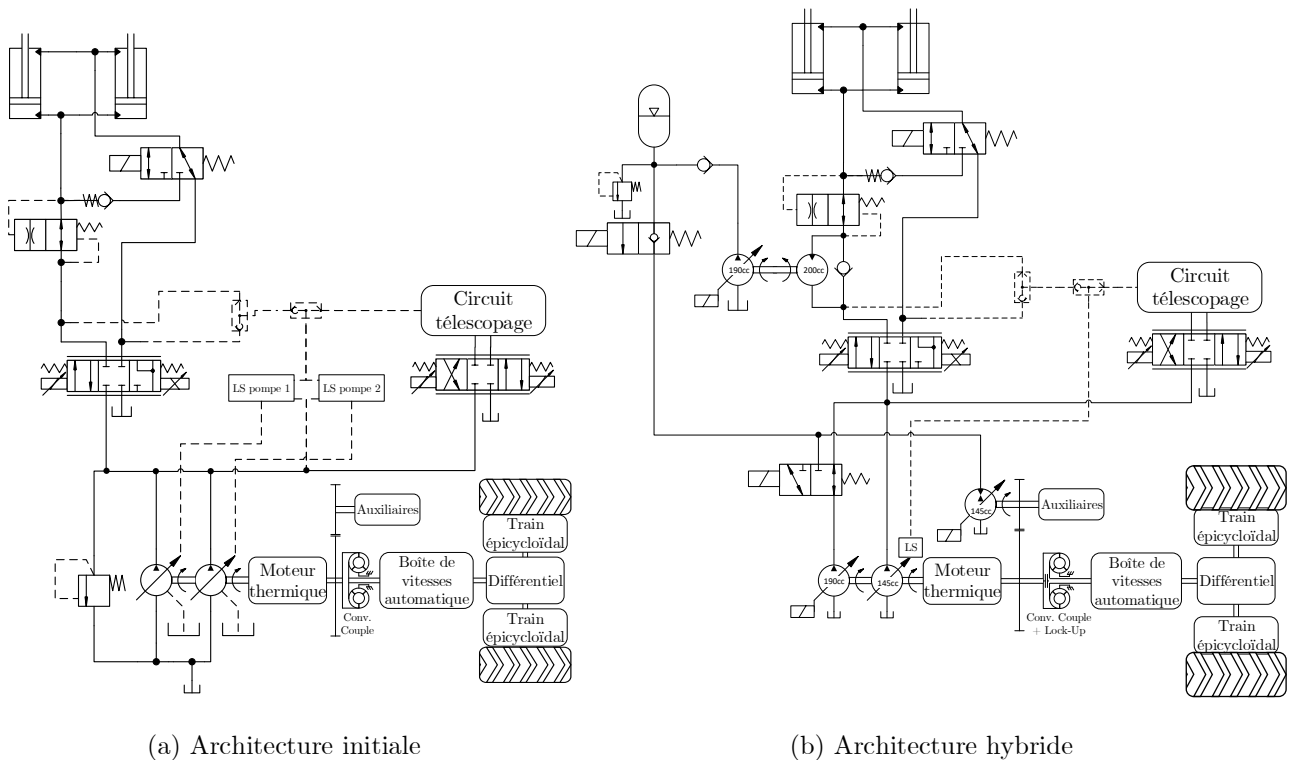 Circuit
télescopage
LS pompe 1
LS pompe 2
Auxiliaires
Moteur
thermique
Conv.
Couple
Boîte de
vitesses
automatique
Train
épicycloïdal
Différentiel
Train
épicycloïdal
(a) Architecture initiale
190cc
200cc
Circuit
télescopage
145cc
Auxiliaires
LS
190cc
145cc
Moteur
thermique
Conv. Couple
+ Lock-Up
Boîte de
vitesses
automatique
Train
épicycloïdal
Différentiel
Train
épicycloïdal
(b) Architecture hybride